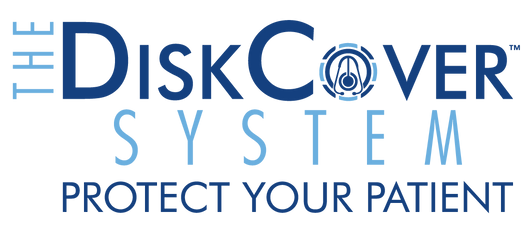 THE
DISKCOVER™
SYSTEM
PROTECT YOUR PATIENT